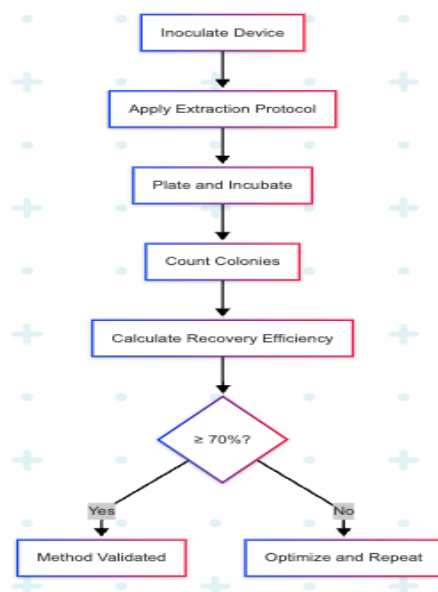 Inoculate Device
Apply Extraction Protocol
Plate and Incubate
Count Colonies
Calculate Recovery Efficiency
≥ 70%?
Yes
No
Method Validated
Optimize and Repeat